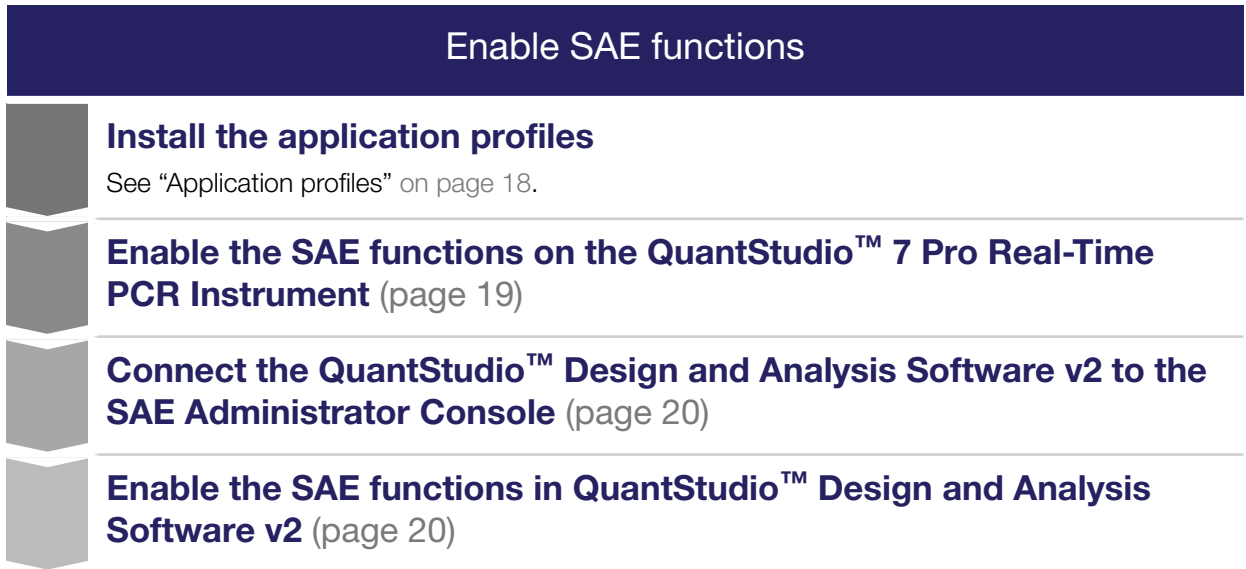 Enable SAE functions
Install the application profiles
See “Application profiles” on page 18.
Enable the SAE functions on the QuantStudio™ 7 Pro Real-Time
PCR Instrument (page 19)
Connect the QuantStudio™ Design and Analysis Software v2 to the
SAE Administrator Console (page 20)
Enable the SAE functions in QuantStudio™ Design and Analysis
Software v2 (page 20)